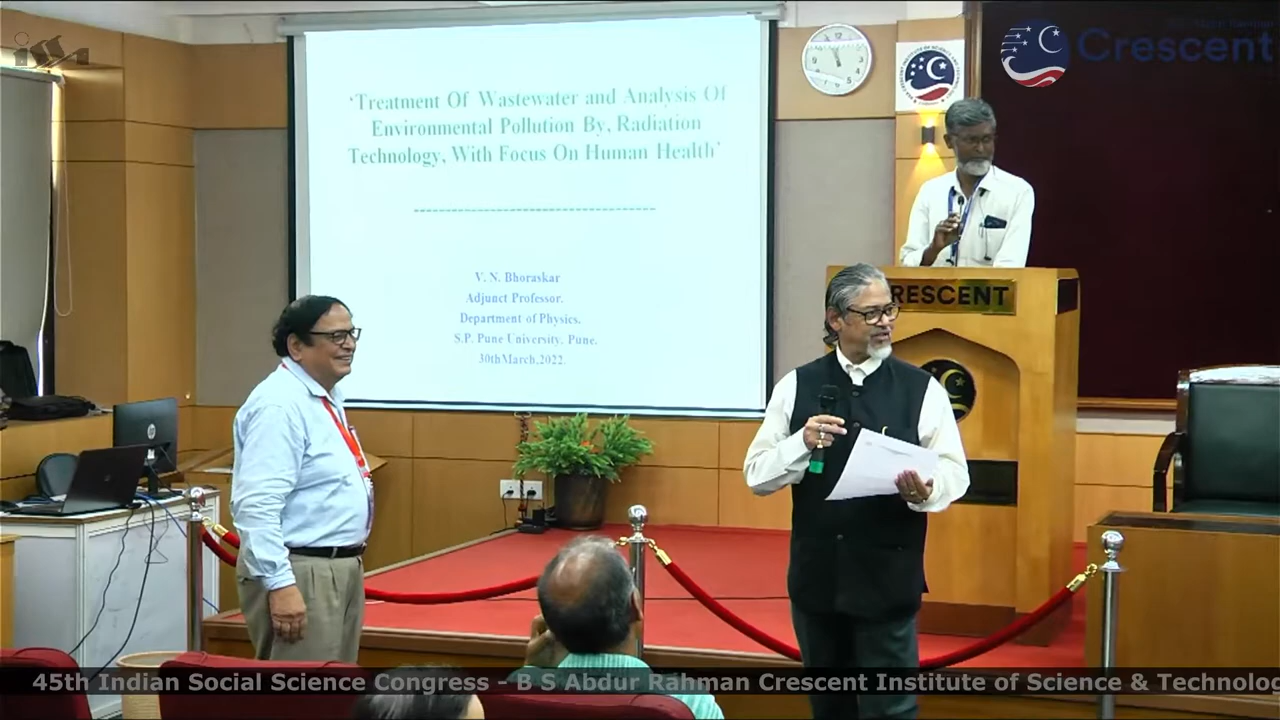 issa
Crescent
'Treatment Of Wastewater and Analysis Of
Environmental Pollution By, Radiation
Technology, With Focus On Human Health'
V. N. Bhoraskar
Adjunct Professor.
Department of Physics.
S.P. Pune University. Pune.
30thMarch,2022.
CRESCENT
45th Indian Social Science Congress - B S Abdur Rahman Crescent Institute of Science & Technolog